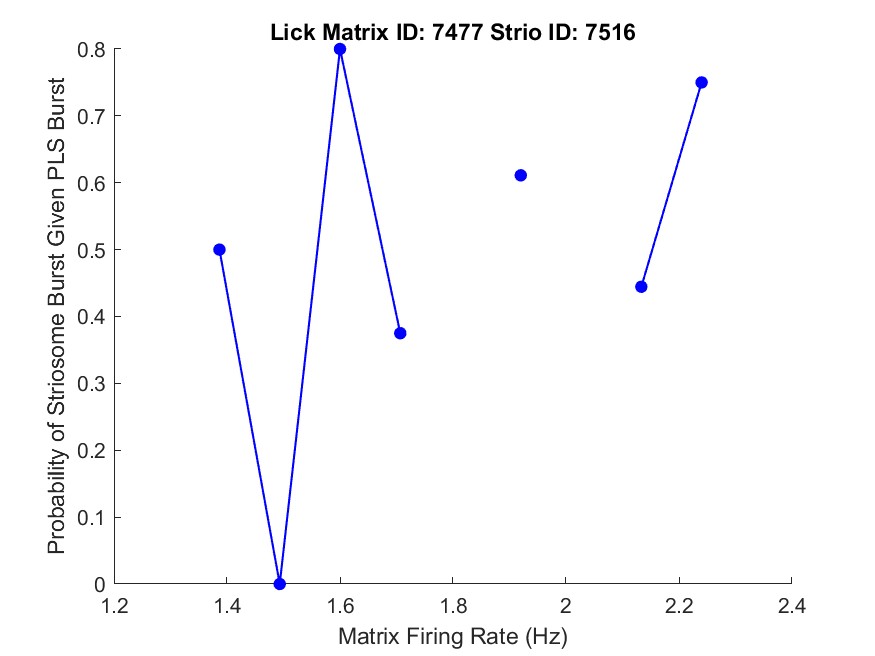 Lick Matrix ID: 7477 Strio ID: 7516
Probability of Striosome Burst Given PLS Burst
0.8
0.7
0.6
0.5
0.4
0.3
0.2
0.1
0
1.2 1.4 1.6 1.8 2 2.2 2.4
Matrix Firing Rate (Hz)